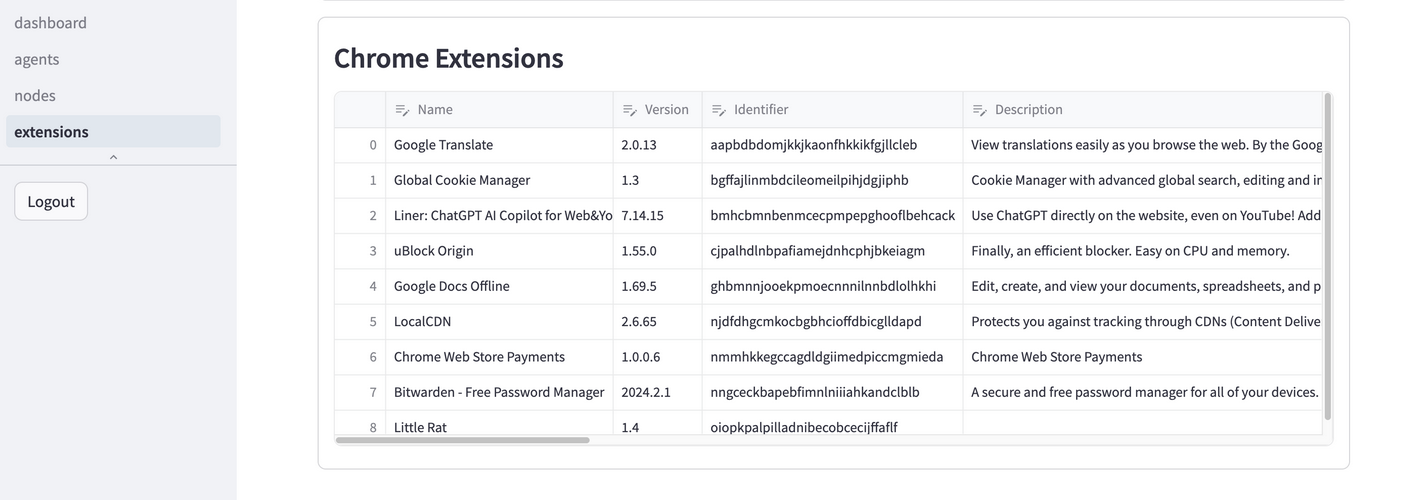 dashboard
agents
nodes
extensions
Logout
Chrome Extensions
Name Version Identifier Description
0 Google Translate 2.0.13 aapbdbdomjkkjkaonfhkkikfgjllcleb View translations easily as you browse the web. By the Goog
1 Global Cookie Manager 1.3 bgffajlinmbdcileomeilpihjdgjiphb Cookie Manager with advanced global search, editing and in
2 Liner: ChatGPT AI Copilot for Web&Yo 7.14.15 bmhcbmnbenmcecpmpepghooflbehcack Use ChatGPT directly on the website, even on YouTube! Add
3 uBlock Origin 1.55.0 cjpalhdlnbpafiamejdnhcphjbkeiagm Finally, an efficient blocker. Easy on CPU and memory.
4 Google Docs Offline 1.69.5 ghbmnnjooekpmoecnnnilnnbdlolhkhi Edit, create, and view your documents, spreadsheets, and p
5 LocalCDN 2.6.65 njdfdhgcmkocbgbhcioffdbicglldapd Protects you against tracking through CDNs (Content Delive
6 Chrome Web Store Payments 1.0.0.6 nmmhkkegccagdldgiimedpiccmgmieda Chrome Web Store Payments
7 Bitwarden - Free Password Manager 2024.2.1 nngceckbapebfimnlniiiahkandclblb A secure and free password manager for all of your devices.
8 Little Rat 1.4 oiopkpalpilladnibecobcecijffaflf